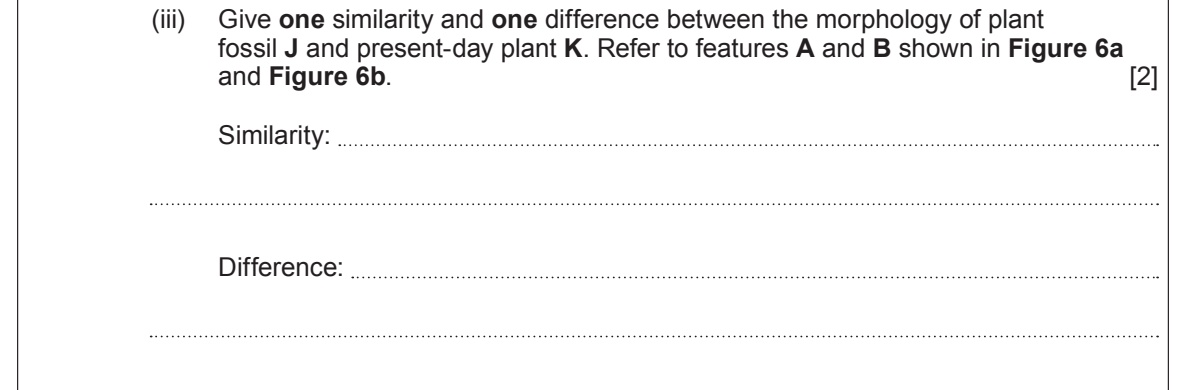 (iii) Give one similarity and one difference between the morphology of plant
fossil J and present-day plant K. Refer to features A and B shown in Figure 6a
and Figure 6b. [2]
Similarity:
Difference: